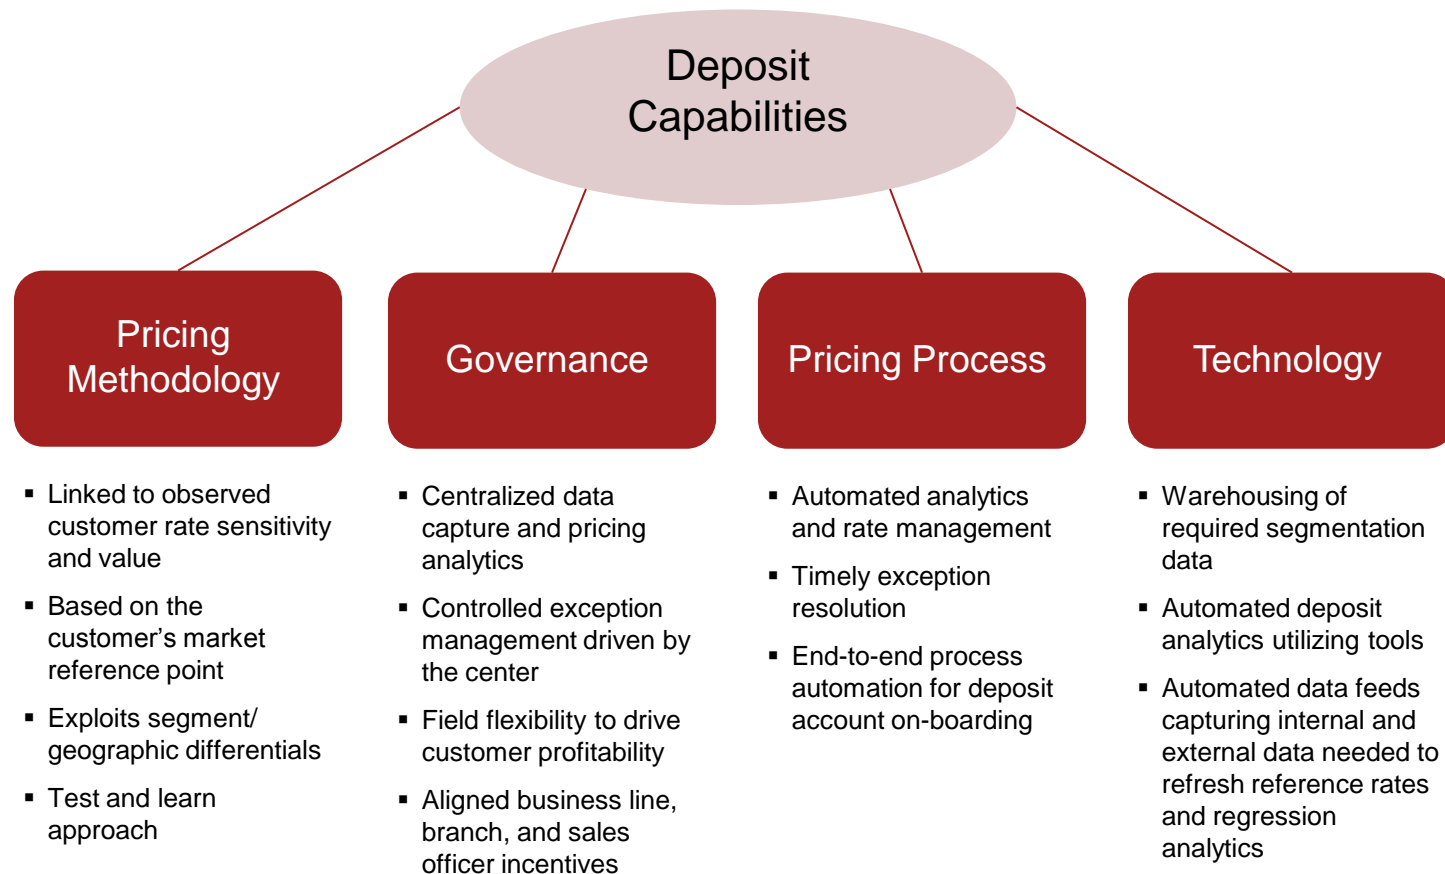 Deposit
Capabilities
Pricing
Methodology
▪ Linked to observed
customer rate sensitivity
and value
▪ Based on the
customer’s market
reference point
▪ Exploits segment/
geographic differentials
▪ Test and learn
approach
Governance
▪ Centralized data
capture and pricing
analytics
▪ Controlled exception
management driven by
the center
▪ Field flexibility to drive
customer profitability
▪ Aligned business line,
branch, and sales
officer incentives
Pricing Process
▪ Automated analytics
and rate management
▪ Timely exception
resolution
▪ End-to-end process
automation for deposit
account on-boarding
Technology
▪ Warehousing of
required segmentation
data
▪ Automated deposit
analytics utilizing tools
▪ Automated data feeds
capturing internal and
external data needed to
refresh reference rates
and regression
analytics